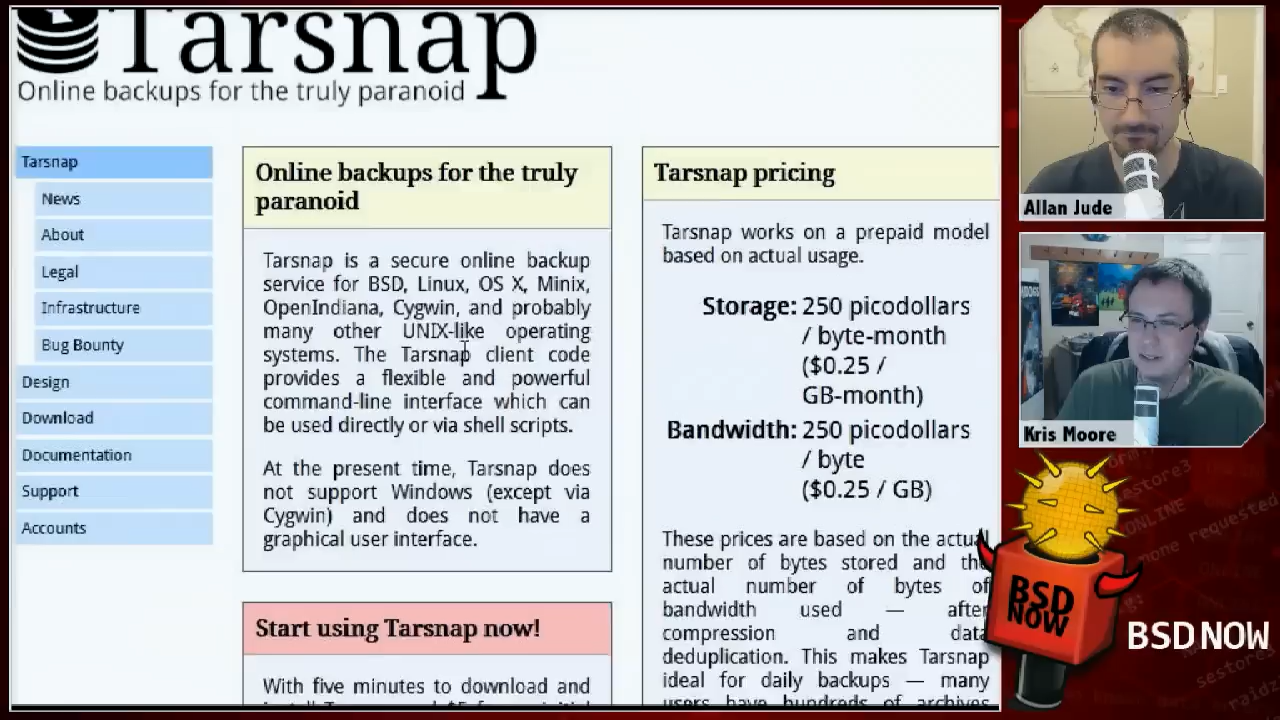 Tarsnap
Online backups for the truly paranoid
Tarsnap
News
About
Legal
Infrastructure
Bug Bounty
Design
Download
Documentation
Support
Accounts
Online backups for the truly
paranoid
Tarsnap is a secure online backup
service for BSD, Linux, OS X, Minix,
OpenIndiana, Cygwin, and probably
many other UNIX-like operating
systems. The Tarsnap client code
provides a flexible and powerful
command-line interface which can
be used directly or via shell scripts.
At the present time, Tarsnap does
not support Windows (except via
Cygwin) and does not have a
graphical user interface.
Start using Tarsnap now!
With five minutes to download and
Tarsnap pricing
Tarsnap works on a prepaid model
based on actual usage.
Storage: 250 picodollars
/ byte-month
($0.25 /
GB-month)
Bandwidth: 250 picodollars
/ byte
($0.25 / GB)
These prices are based on the actual
number of bytes stored and the
actual number of bytes of
bandwidth used — after
compression and data
deduplication. This makes Tarsnap
ideal for daily backups — many
users have hundreds of archives
Allan Jude
Kris Moore
BSD
NOW
BSD NOW